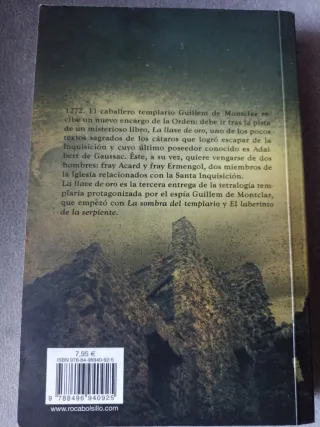 1272. El caballero templario Guillem de Montclar re-
cibe un nuevo encargo de la Orden: debe ir tras la pista
de un misterioso libro, La llave de oro, uno de los pocos
textos sagrados de los cátaros que logró escapar de la
Inquisición y cuyo último poseedor conocido es Adal-
bert de Gaussac. Éste, a su vez, quiere vengarse de dos
hombres: fray Acard y fray Ermengol, dos miembros de
la Iglesia relacionados con la Santa Inquisición.
La llave de oro es la tercera entrega de la tetralogía tem-
plaria protagonizada por el espía Guillem de Montclar,
que empezó con La sombra del templario y El laberinto
de la serpiente.
7,95 €
ISBN 978-84-96940-92-5
9 788496 940925
www.rocabolsillo.com